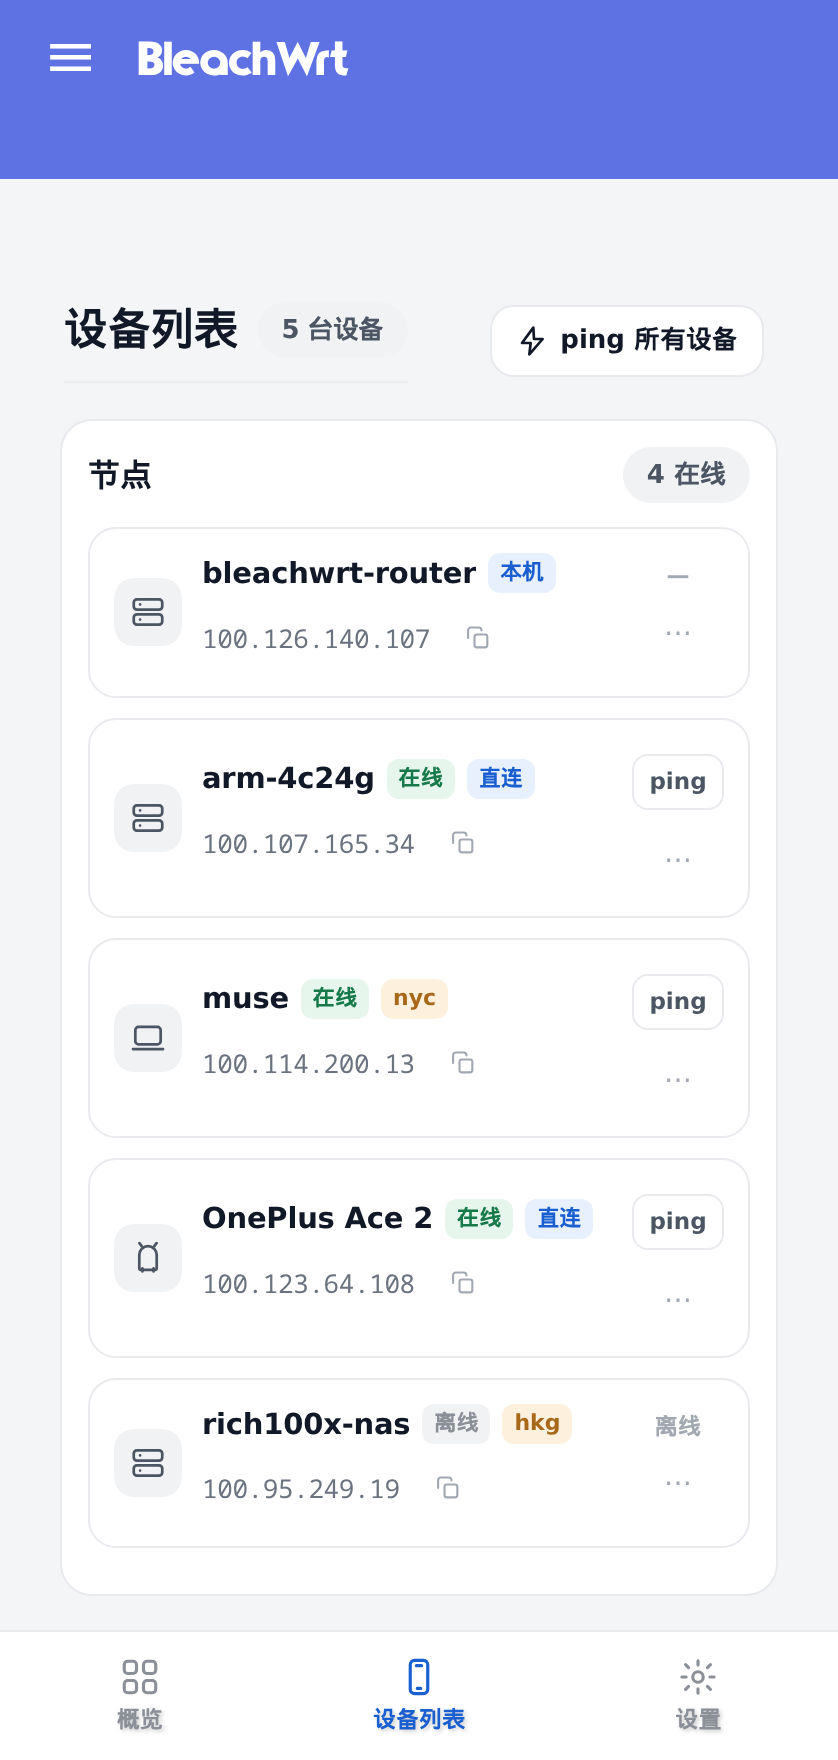 BleachWrt
设备列表 5 台设备
ping 所有设备
节点 4 在线
bleachwrt-router 本机 —
100.126.140.107 ...
arm-4c24g 在线 直连 ping
100.107.165.34 ...
muse 在线 nyc ping
100.114.200.13 ...
OnePlus Ace 2 在线 直连 ping
100.123.64.108 ...
rich100x-nas 离线 hkg 离线
100.95.249.19 ...
概览 设备列表 设置